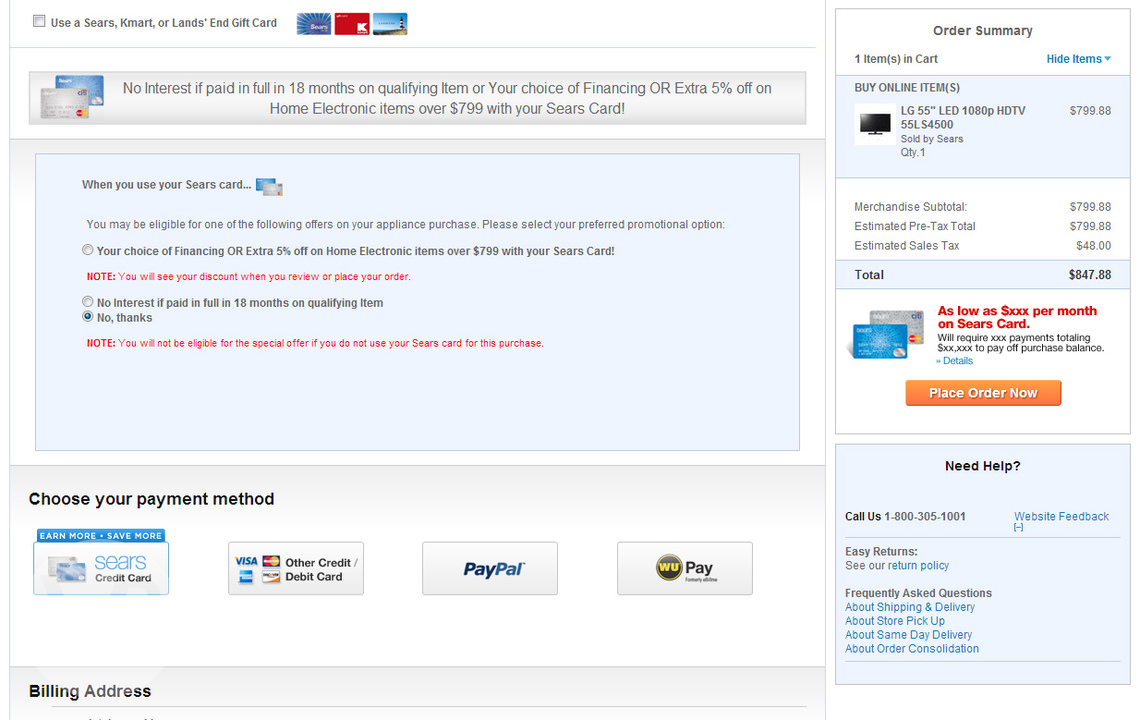 Use a Sears, Kmart, or Lands' End Gift Card
No Interest if paid in full in 18 months on qualifying Item or Your choice of Financing OR Extra 5% off on
Home Electronic items over $799 with your Sears Card!
When you use your Sears card...
You may be eligible for one of the following offers on your appliance purchase. Please select your preferred promotional option:
Your choice of Financing OR Extra 5% off on Home Electronic items over $799 with your Sears Card!
NOTE: You will see your discount when you review or place your order.
No Interest if paid in full in 18 months on qualifying Item
No, thanks
NOTE: You will not be eligible for the special offer if you do not use your Sears card for this purchase.
Choose your payment method
EARN MORE • SAVE MORE
sears
Credit Card
VISA
Other Credit /
Debit Card
PayPal
WU Pay
Formerly eBillme
Billing Address
Order Summary
1 Item(s) in Cart
Hide Items
BUY ONLINE ITEM(S)
LG 55" LED 1080p HDTV
55LS4500
$799.88
Sold by Sears
Qty.1
Merchandise Subtotal: $799.88
Estimated Pre-Tax Total $799.88
Estimated Sales Tax $48.00
Total $847.88
As low as $xxx per month
on Sears Card.
Will require xxx payments totaling
$xx,xxx to pay off purchase balance.
» Details
Place Order Now
Need Help?
Call Us 1-800-305-1001
Website Feedback
[–]
Easy Returns:
See our return policy
Frequently Asked Questions
About Shipping & Delivery
About Store Pick Up
About Same Day Delivery
About Order Consolidation